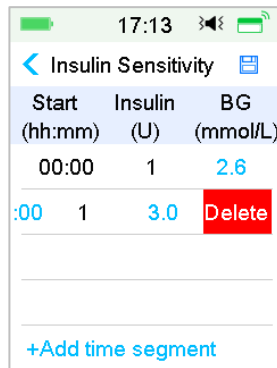 17:13
Insulin Sensitivity
Start Insulin BG
(hh:mm) (U) (mmol/L)
00:00 1 2.6
:00 1 3.0 Delete
+Add time segment